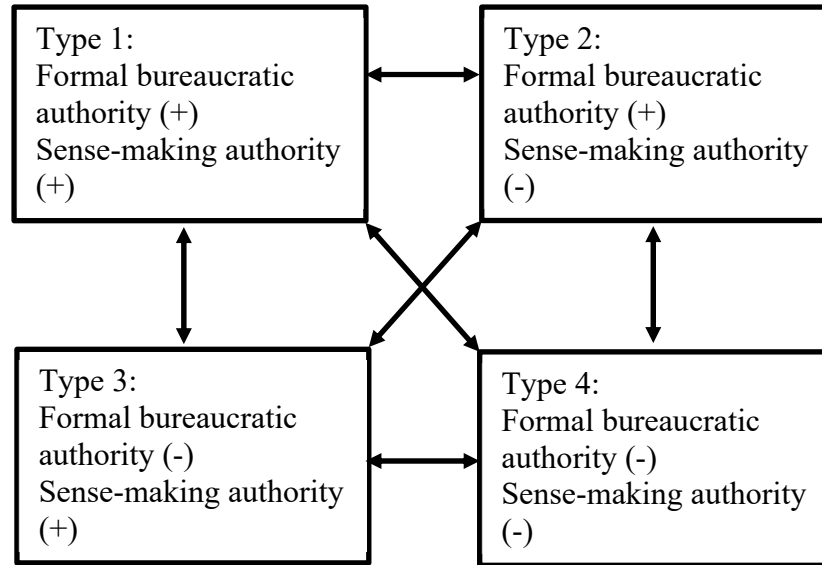 Type 1:
Formal bureaucratic
authority (+)
Sense-making authority
(+)
Type 2:
Formal bureaucratic
authority (+)
Sense-making authority
(-)
Type 3:
Formal bureaucratic
authority (-)
Sense-making authority
(+)
Type 4:
Formal bureaucratic
authority (-)
Sense-making authority
(-)